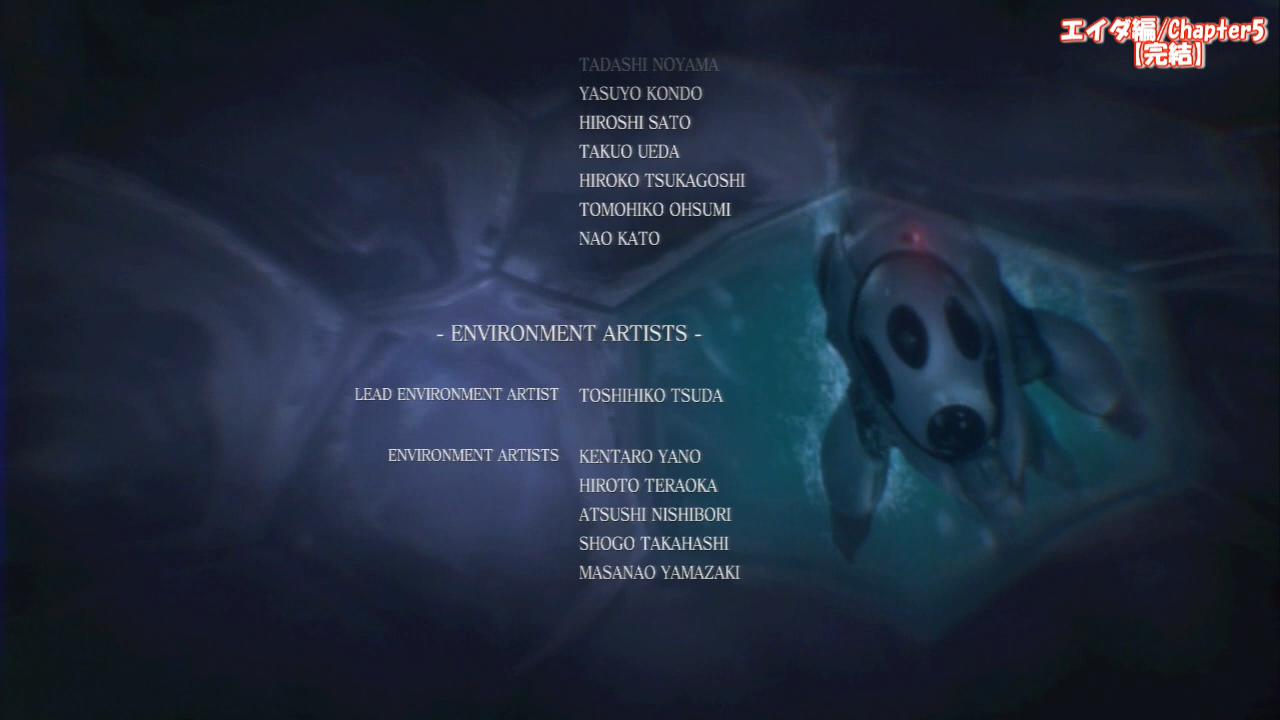 エイダ編/Chapter5
【完結】
TADASHI NOYAMA
YASUYO KONDO
HIROSHI SATO
TAKUO UEDA
HIROKO TSUKAGOSHI
TOMOHIKO OHSUMI
NAO KATO
- ENVIRONMENT ARTISTS -
LEAD ENVIRONMENT ARTIST TOSHIHIKO TSUDA
ENVIRONMENT ARTISTS KENTARO YANO
HIROTO TERAOKA
ATSUSHI NISHIBORI
SHOGO TAKAHASHI
MASANAO YAMAZAKI